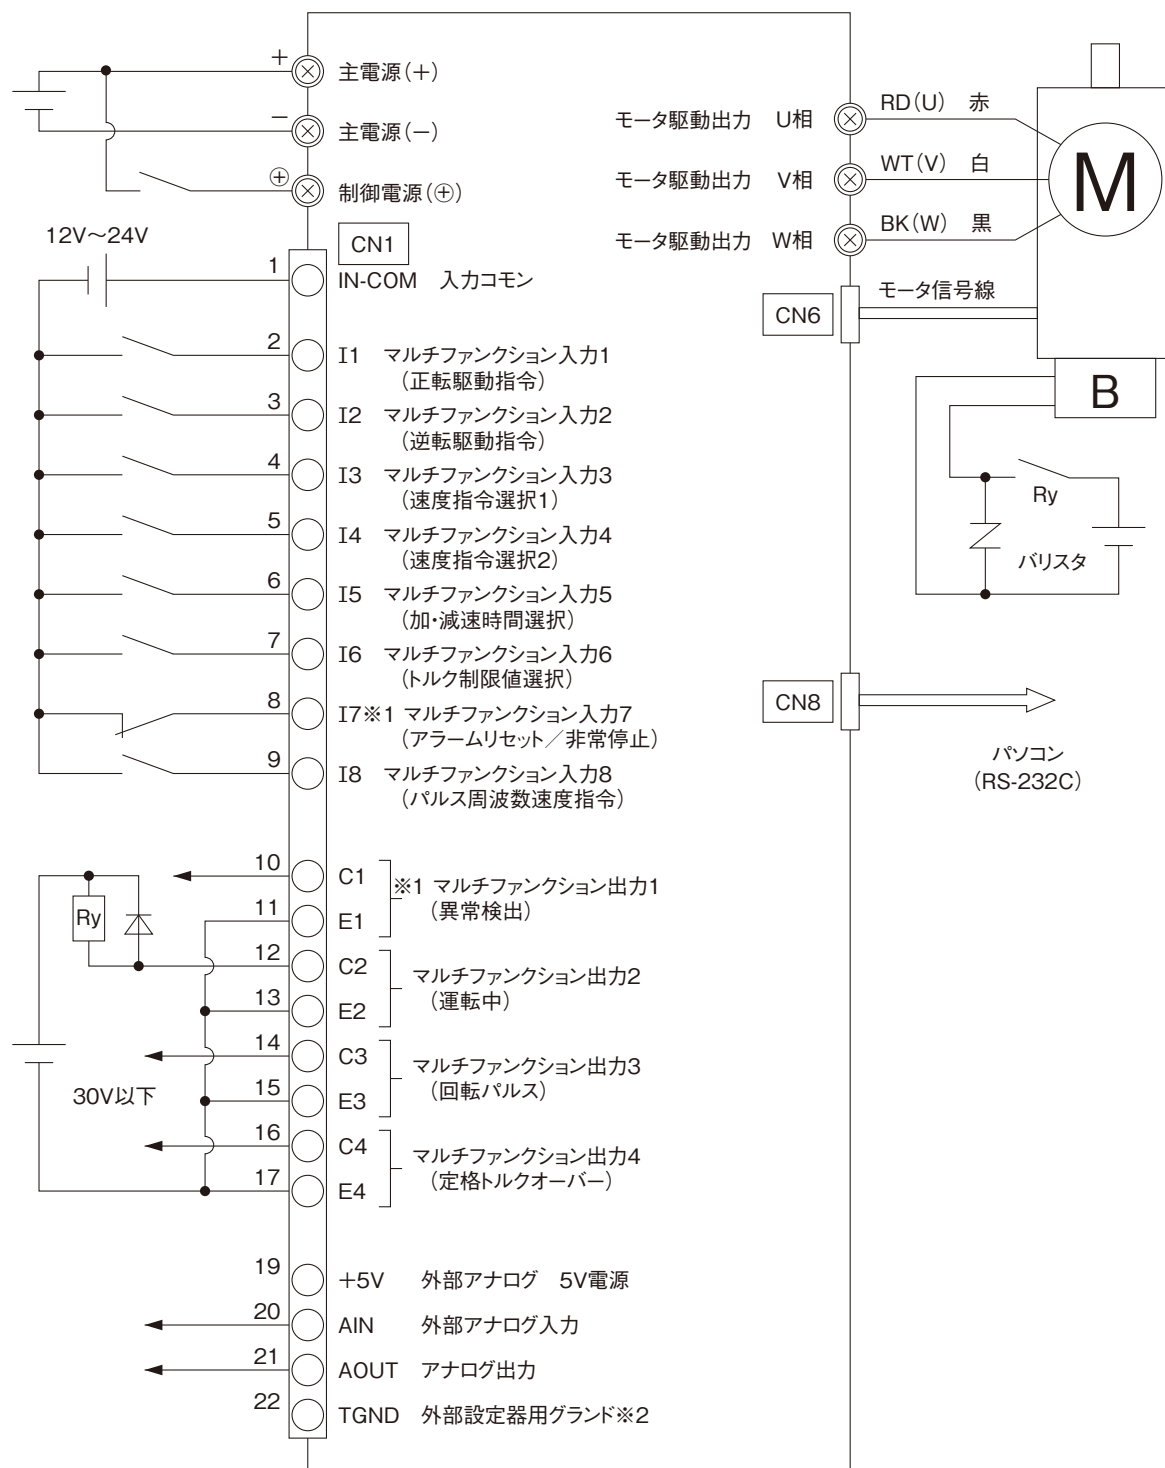 +
主電源(+)
−
主電源(−)
⊕
制御電源(⊕)
モータ駆動出力 U相
RD(U) 赤
モータ駆動出力 V相
WT(V) 白
モータ駆動出力 W相
BK(W) 黒
M
モータ信号線
CN6
B
Ry
バリスタ
CN8
パソコン
(RS-232C)
12V〜24V
CN1
1
IN-COM 入力コモン
2
I1 マルチファンクション入力1
(正転駆動指令)
3
I2 マルチファンクション入力2
(逆転駆動指令)
4
I3 マルチファンクション入力3
(速度指令選択1)
5
I4 マルチファンクション入力4
(速度指令選択2)
6
I5 マルチファンクション入力5
(加・減速時間選択)
7
I6 マルチファンクション入力6
(トルク制限値選択)
8
I7※1 マルチファンクション入力7
(アラームリセット/非常停止)
9
I8 マルチファンクション入力8
(パルス周波数速度指令)
10
C1
※1 マルチファンクション出力1
(異常検出)
11
E1
Ry
12
C2
マルチファンクション出力2
(運転中)
13
E2
14
C3
マルチファンクション出力3
(回転パルス)
30V以下
15
E3
16
C4
マルチファンクション出力4
(定格トルクオーバー)
17
E4
19
+5V 外部アナログ 5V電源
20
AIN 外部アナログ入力
21
AOUT アナログ出力
22
TGND 外部設定器用グランド※2